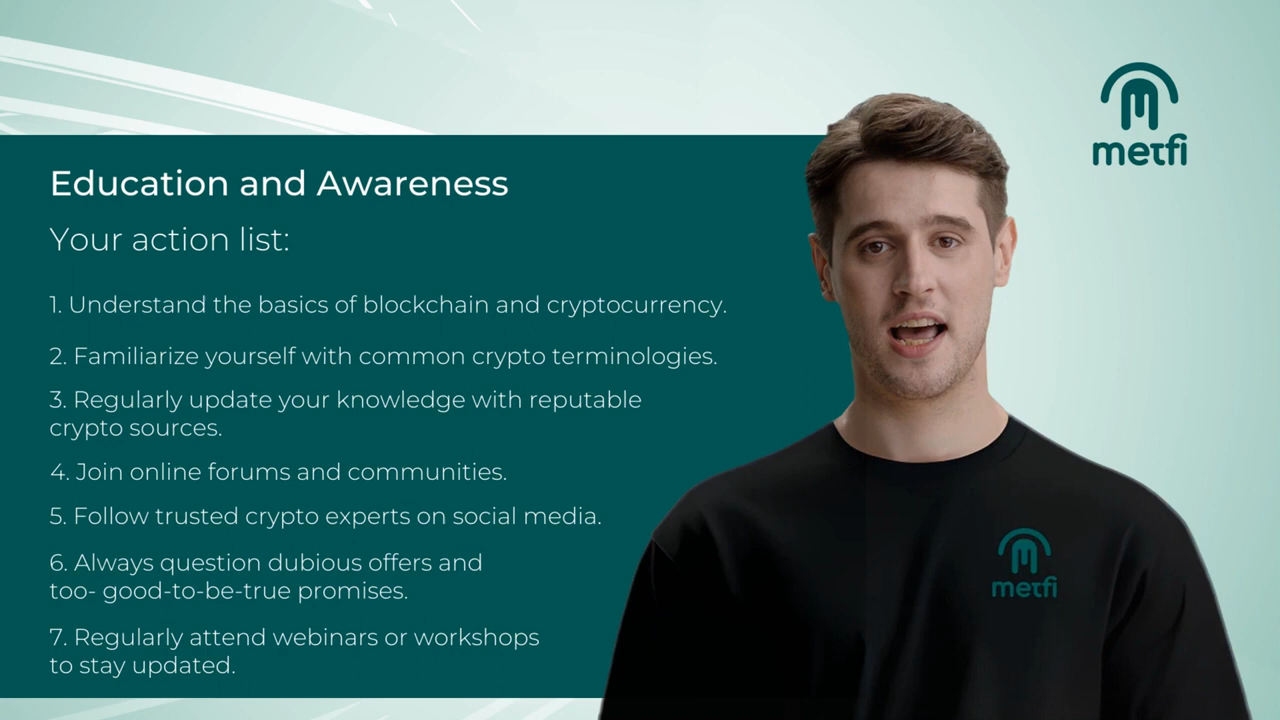 metfi
Education and Awareness
Your action list:
1. Understand the basics of blockchain and cryptocurrency.
2. Familiarize yourself with common crypto terminologies.
3. Regularly update your knowledge with reputable
crypto sources.
4. Join online forums and communities.
5. Follow trusted crypto experts on social media.
6. Always question dubious offers and
too- good-to-be-true promises.
7. Regularly attend webinars or workshops
to stay updated.
metfi